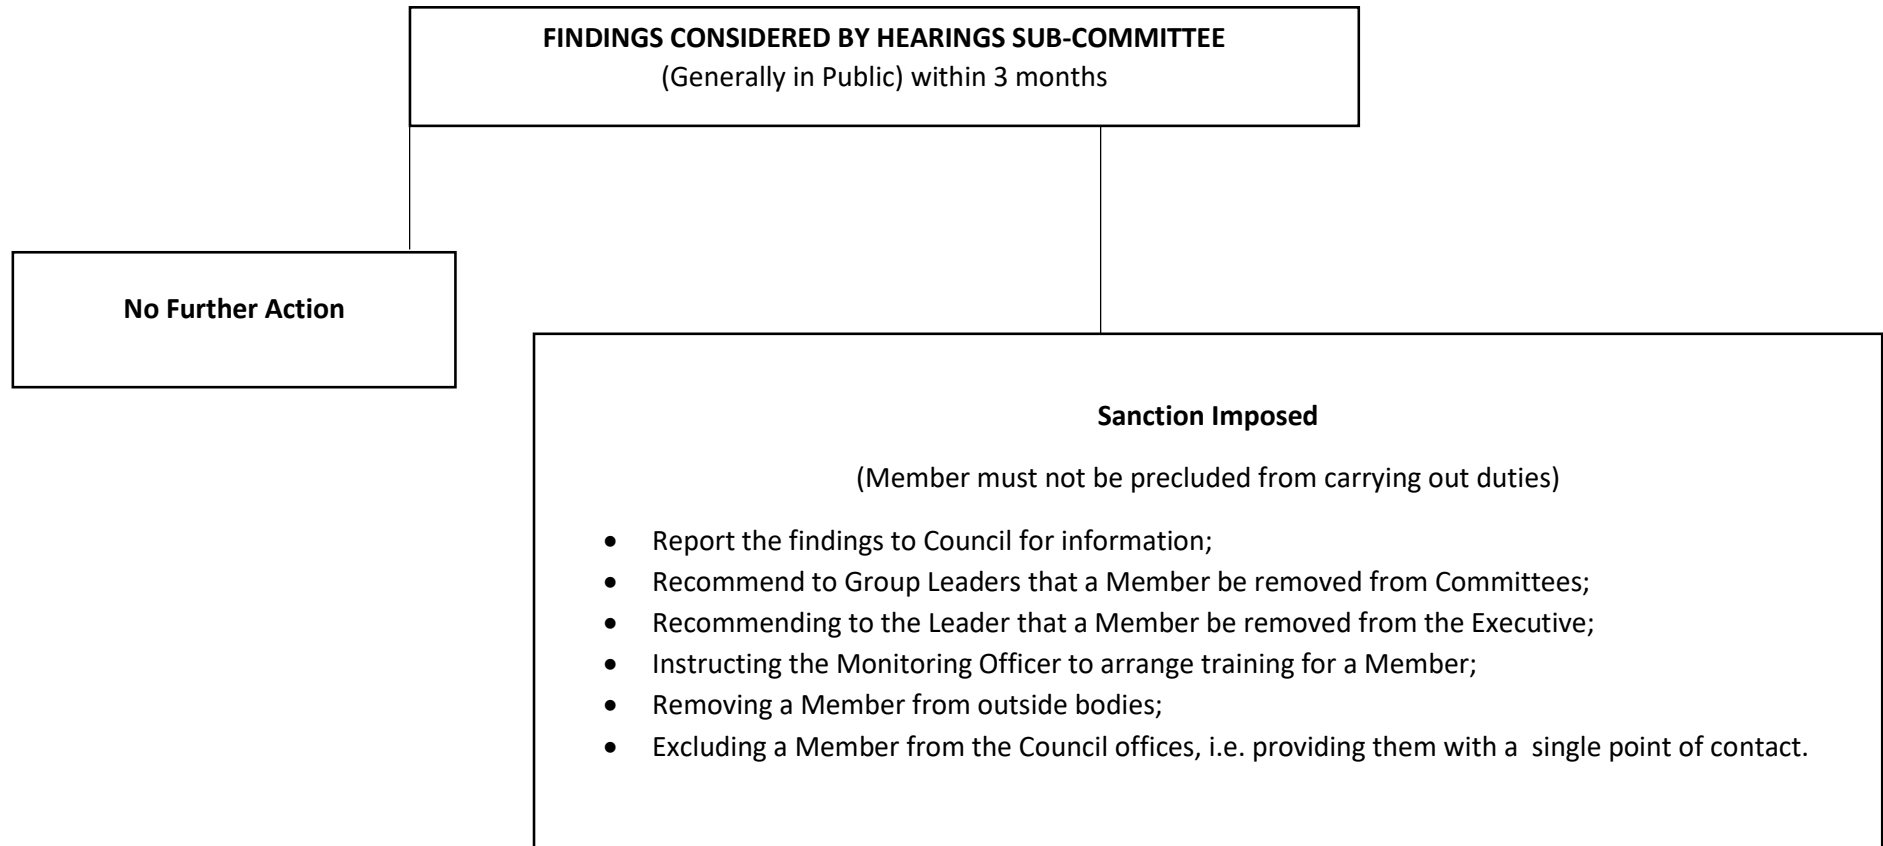 FINDINGS CONSIDERED BY HEARINGS SUB-COMMITTEE
(Generally in Public) within 3 months
No Further Action
Sanction Imposed
(Member must not be precluded from carrying out duties)
• Report the findings to Council for information;
• Recommend to Group Leaders that a Member be removed from Committees;
• Recommending to the Leader that a Member be removed from the Executive;
• Instructing the Monitoring Officer to arrange training for a Member;
• Removing a Member from outside bodies;
• Excluding a Member from the Council offices, i.e. providing them with a  single point of contact.